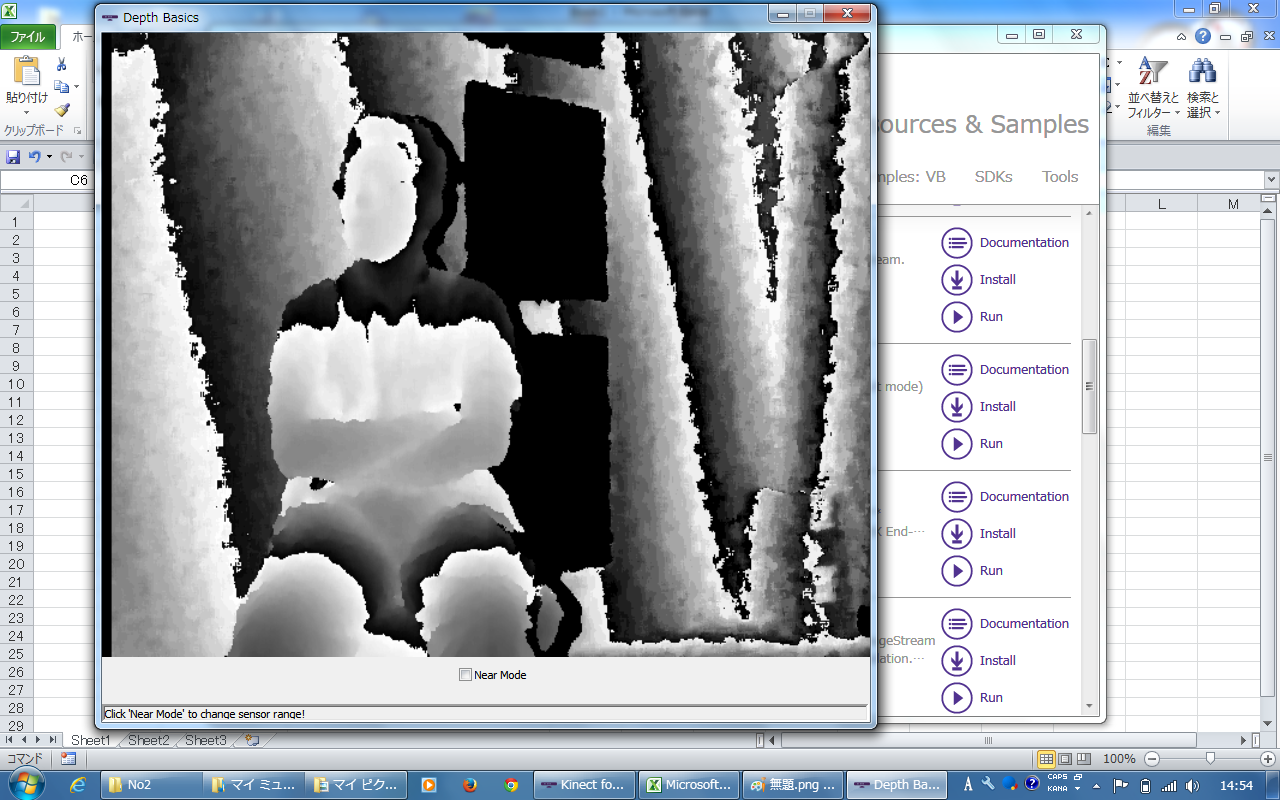 Depth Basics
ファイル
ホー
貼り付け
クリップボード
並べ替えと
フィルター
検索と
選択
編集
C6
L
M
1
2
3
4
5
6
7
8
9
10
11
12
13
14
15
16
17
18
19
20
21
22
23
24
25
26
27
28
29
ources & Samples
nples: VB
SDKs
Tools
Documentation
eam.
Install
Run
Documentation
t mode)
Install
Run
Documentation
X End-…
Install
Run
Documentation
geStream
lation.…
Install
Run
Near Mode
Click 'Near Mode' to change sensor range!
Sheet1
Sheet2
Sheet3
コマンド
100%
No2
マイ ミュ...
マイ ピク...
Kinect fo...
Microsoft...
無題.png ...
Depth Ba...
A
CAPS
KANA
14:54